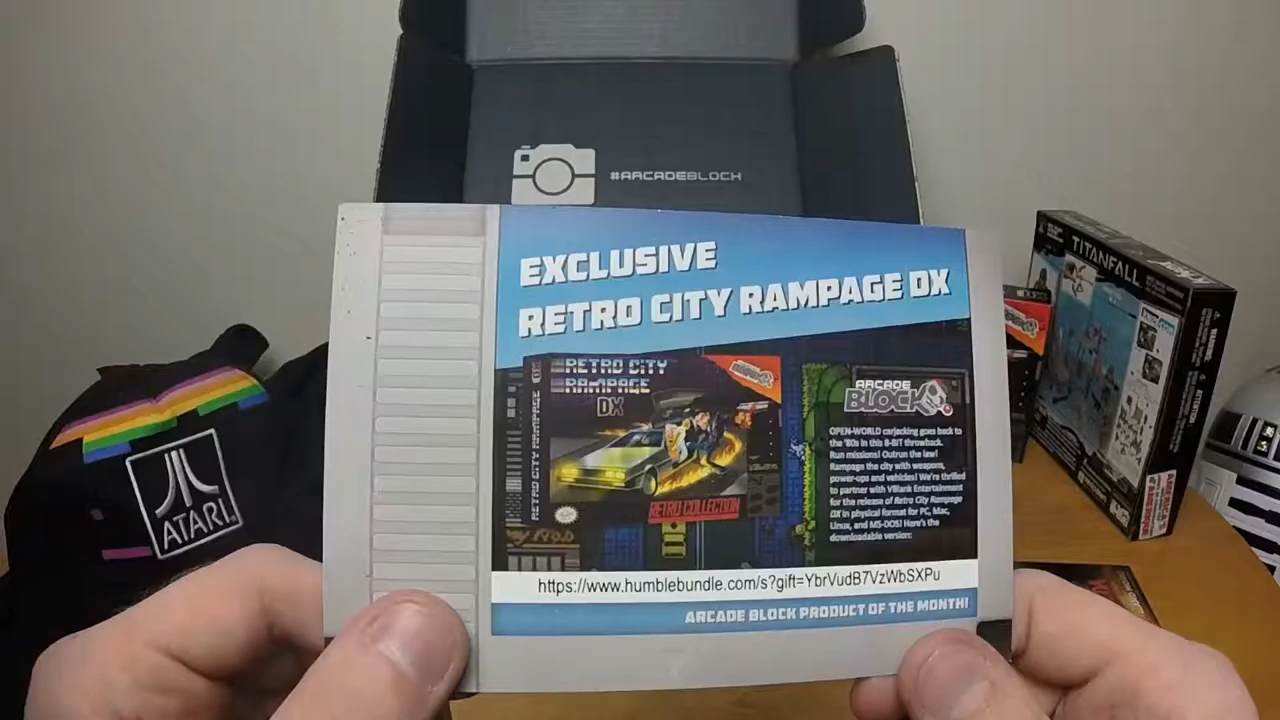 #ARCADEBLOCK
EXCLUSIVE
RETRO CITY RAMPAGE DX
RETRO CITY
RAMPAGE
DX
RETRO CITY RAMPAGE DX
RETRO COLLECTION
ARCADE
BLOCK
OPEN-WORLD carjacking goes back to
the '80s in this 8-BIT throwback.
Run missions! Outrun the law!
Rampage the city with weapons,
power-ups and vehicles! We're thrilled
to partner with VBlank Entertainment
for the release of Retro City Rampage
DX in physical format for PC, Mac,
Linux, and MS-DOS! Here's the
downloadable version:
https://www.humblebundle.com/s?gift=YbrVudB7VzWbSXPu
ARCADE BLOCK PRODUCT OF THE MONTH!
ATARI
TITANFALL